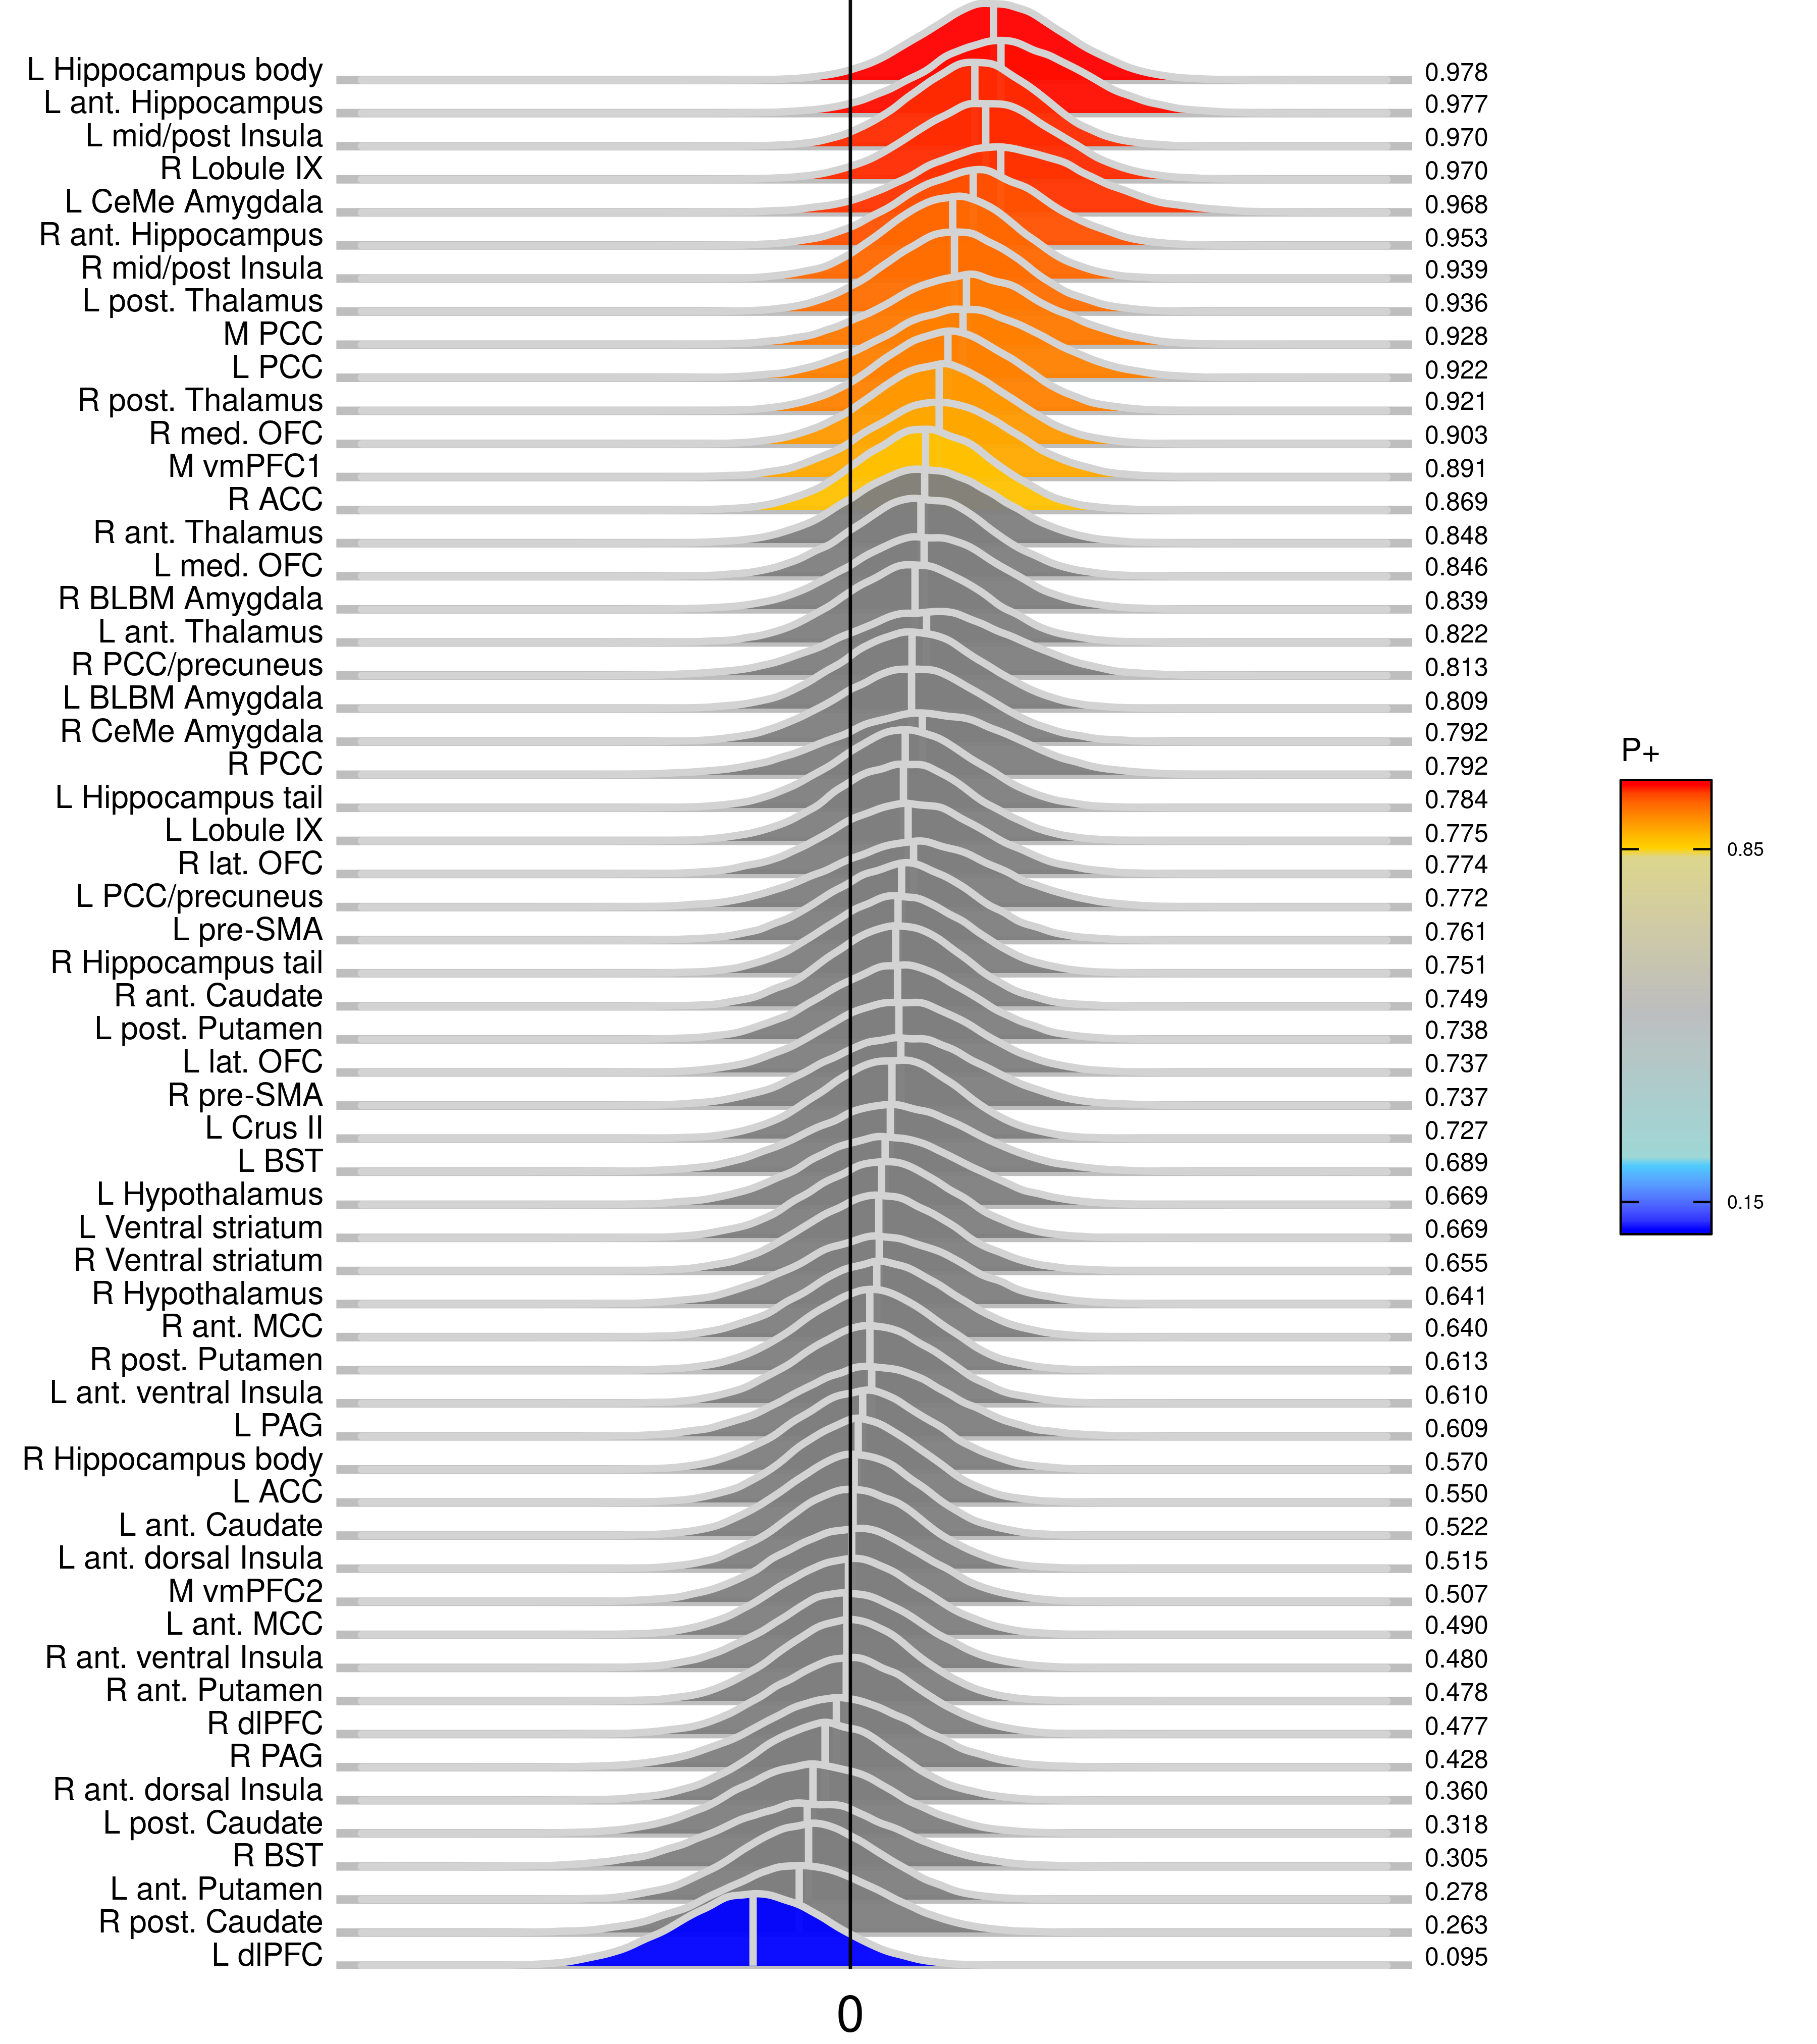 L Hippocampus body 0.978
L ant. Hippocampus 0.977
L mid/post Insula 0.970
R Lobule IX 0.970
L CeMe Amygdala 0.968
R ant. Hippocampus 0.953
R mid/post Insula 0.939
L post. Thalamus 0.936
M PCC 0.928
L PCC 0.922
R post. Thalamus 0.921
R med. OFC 0.903
M vmPFC1 0.891
R ACC 0.869
R ant. Thalamus 0.848
L med. OFC 0.846
R BLBM Amygdala 0.839
L ant. Thalamus 0.822
R PCC/precuneus 0.813
L BLBM Amygdala 0.809
R CeMe Amygdala 0.792
R PCC 0.792
L Hippocampus tail 0.784
L Lobule IX 0.775
R lat. OFC 0.774
L PCC/precuneus 0.772
L pre-SMA 0.761
R Hippocampus tail 0.751
R ant. Caudate 0.749
L post. Putamen 0.738
L lat. OFC 0.737
R pre-SMA 0.737
L Crus II 0.727
L BST 0.689
L Hypothalamus 0.669
L Ventral striatum 0.669
R Ventral striatum 0.655
R Hypothalamus 0.641
R ant. MCC 0.640
R post. Putamen 0.613
L ant. ventral Insula 0.610
L PAG 0.609
R Hippocampus body 0.570
L ACC 0.550
L ant. Caudate 0.522
L ant. dorsal Insula 0.515
M vmPFC2 0.507
L ant. MCC 0.490
R ant. ventral Insula 0.480
R ant. Putamen 0.478
R dlPFC 0.477
R PAG 0.428
R ant. dorsal Insula 0.360
L post. Caudate 0.318
R BST 0.305
L ant. Putamen 0.278
R post. Caudate 0.263
L dlPFC 0.095
0
P+
0.85
0.15